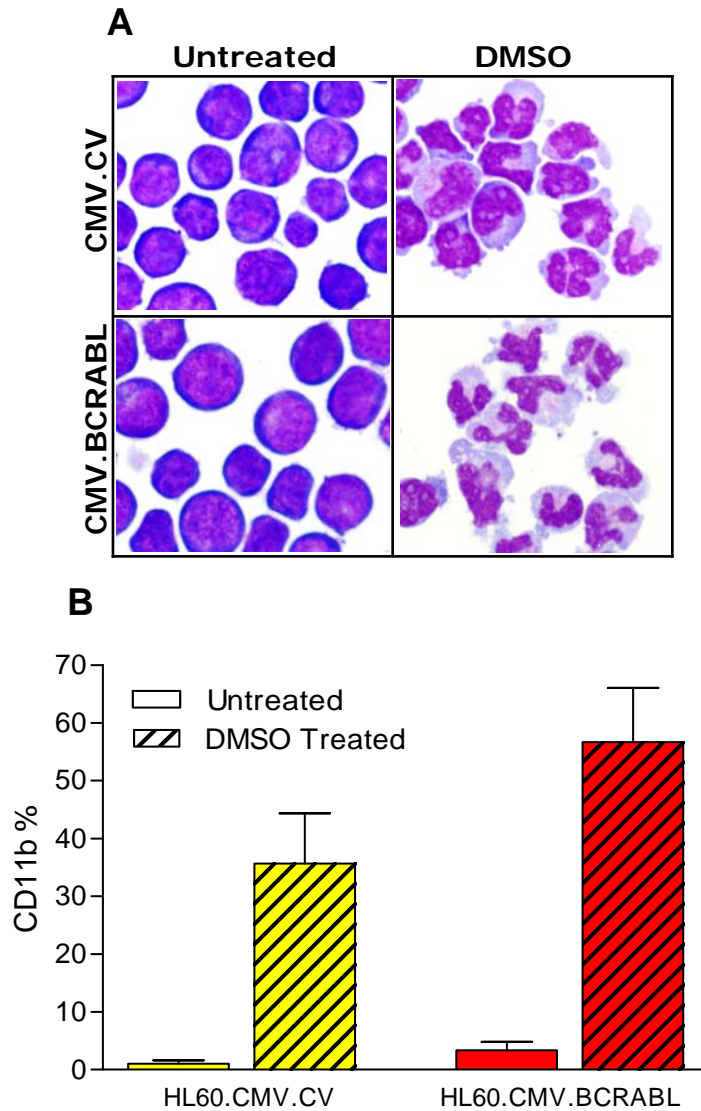 A
Untreated DMSO
CMV.CV
CMV.BCRABL
B
70
60
50
40
30
20
10
0
CD11b %
Untreated
DMSO Treated
HL60.CMV.CV HL60.CMV.BCRABL